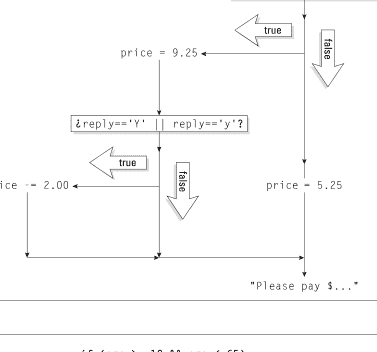 true
false
price = 9.25
¿reply=='Y' || reply=='y'?
true
false
ice -= 2.00
price = 5.25
"Please pay $..."